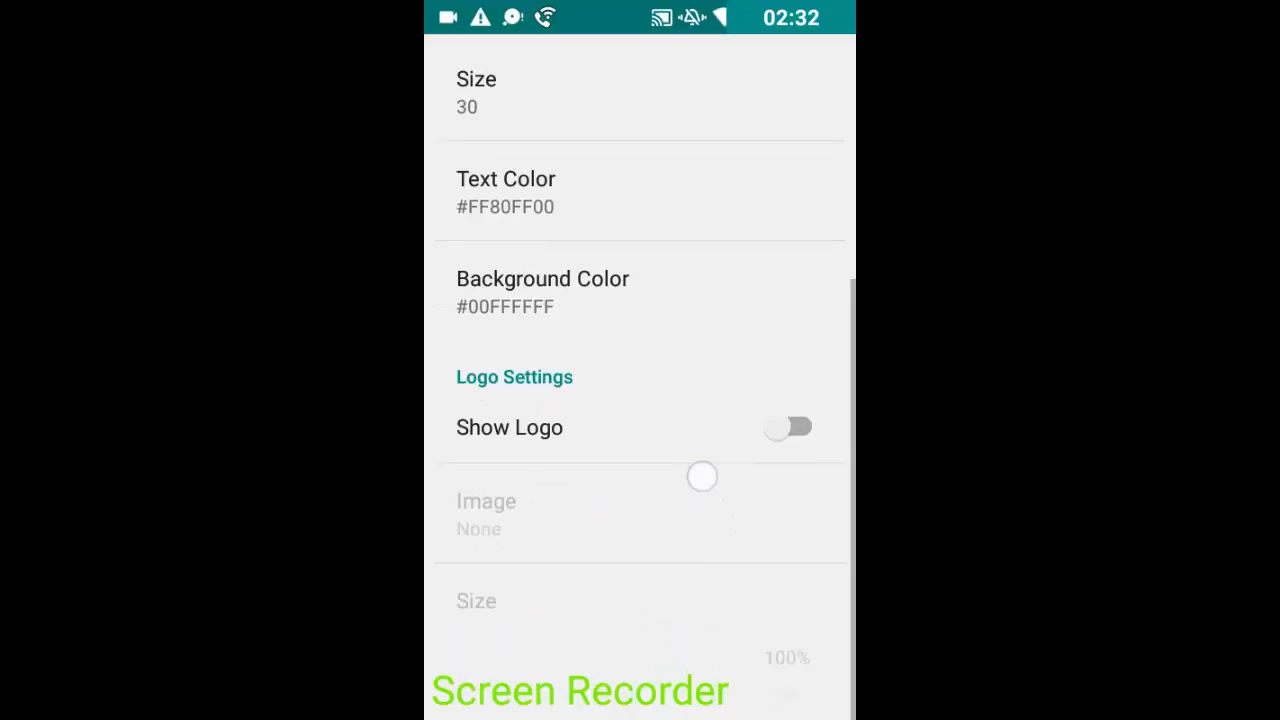 02:32
Size
30
Text Color
#FF80FF00
Background Color
#00FFFFFF
Logo Settings
Show Logo
Image
None
Size
100%
Screen Recorder